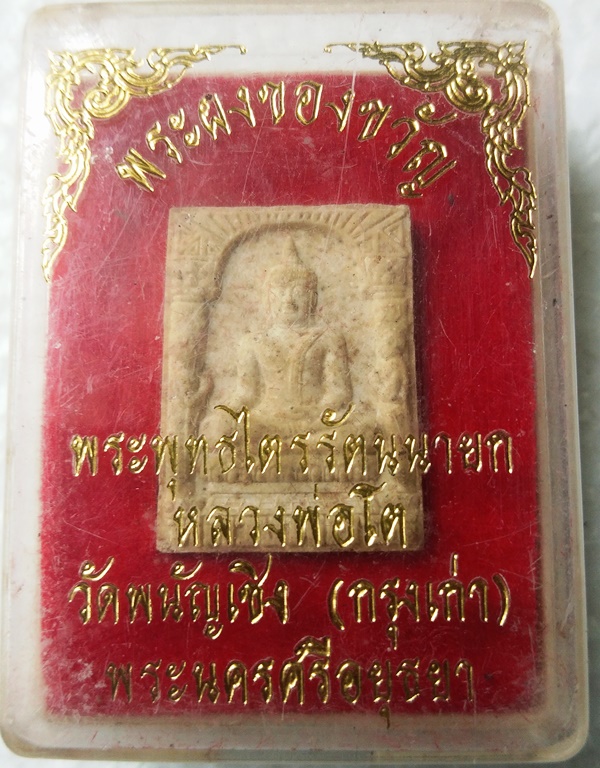 พระผงของขวัญ
พระพุทธไตรรัตนนายก
หลวงพ่อโต
วัดพนัญเชิง (กรุงเก่า)
พระนครศรีอยุธยา